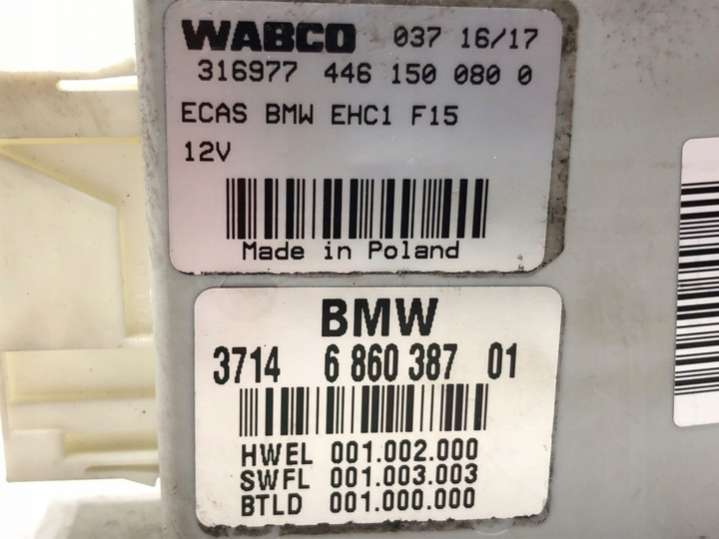 WABCO 037 16/17
316977 446 150 080 0
ECAS BMW EHC1 F15
12V
Made in Poland
BMW
3714 6 860 387 01
HWEL 001.002.000
SWFL 001.003.003
BTLD 001.000.000